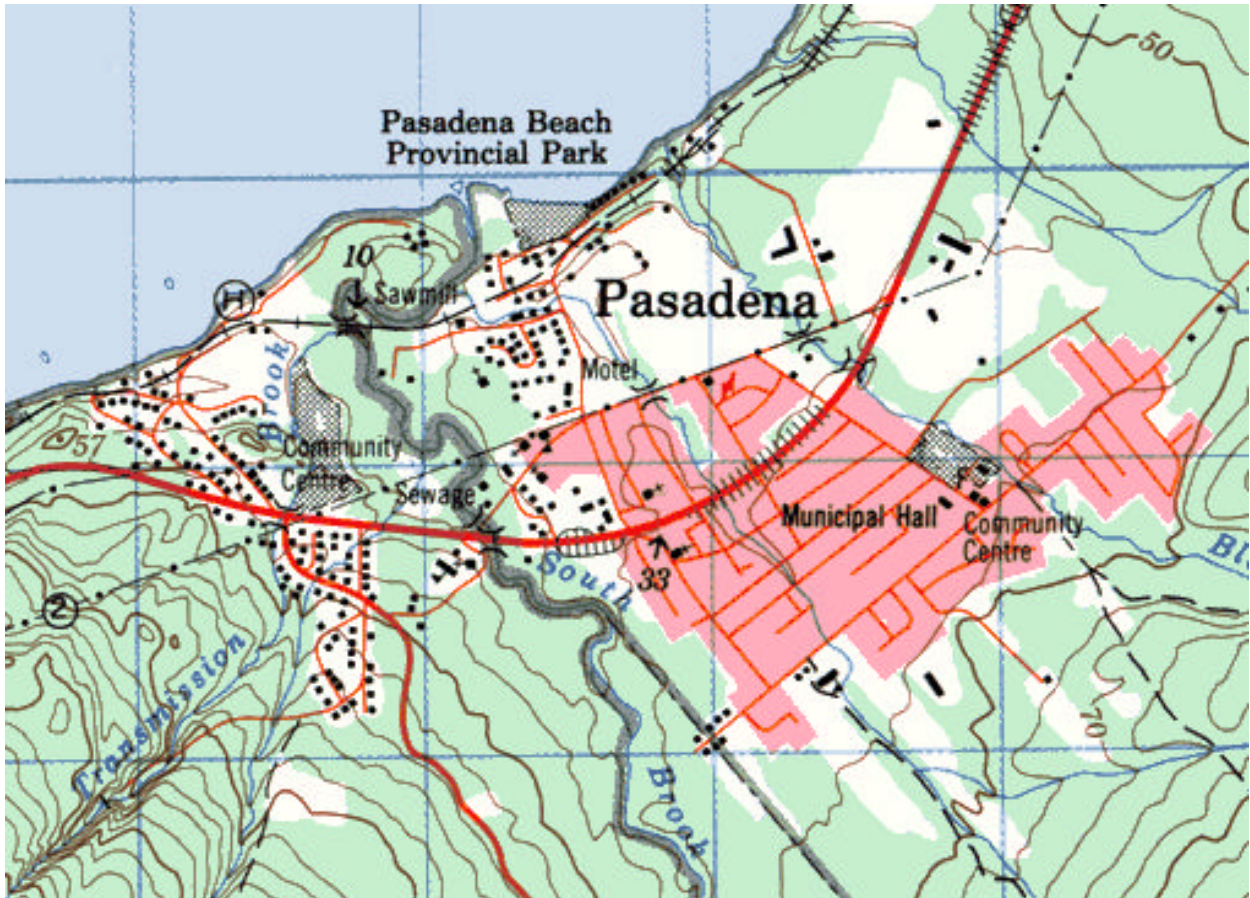 50
Pasadena Beach
Provincial Park
10
Sawmill
H
Pasadena
Brook
Motel
57
Community
Centre
Sewage
Municipal Hall
Community
Centre
South
33
2
Transmission
70
Brook